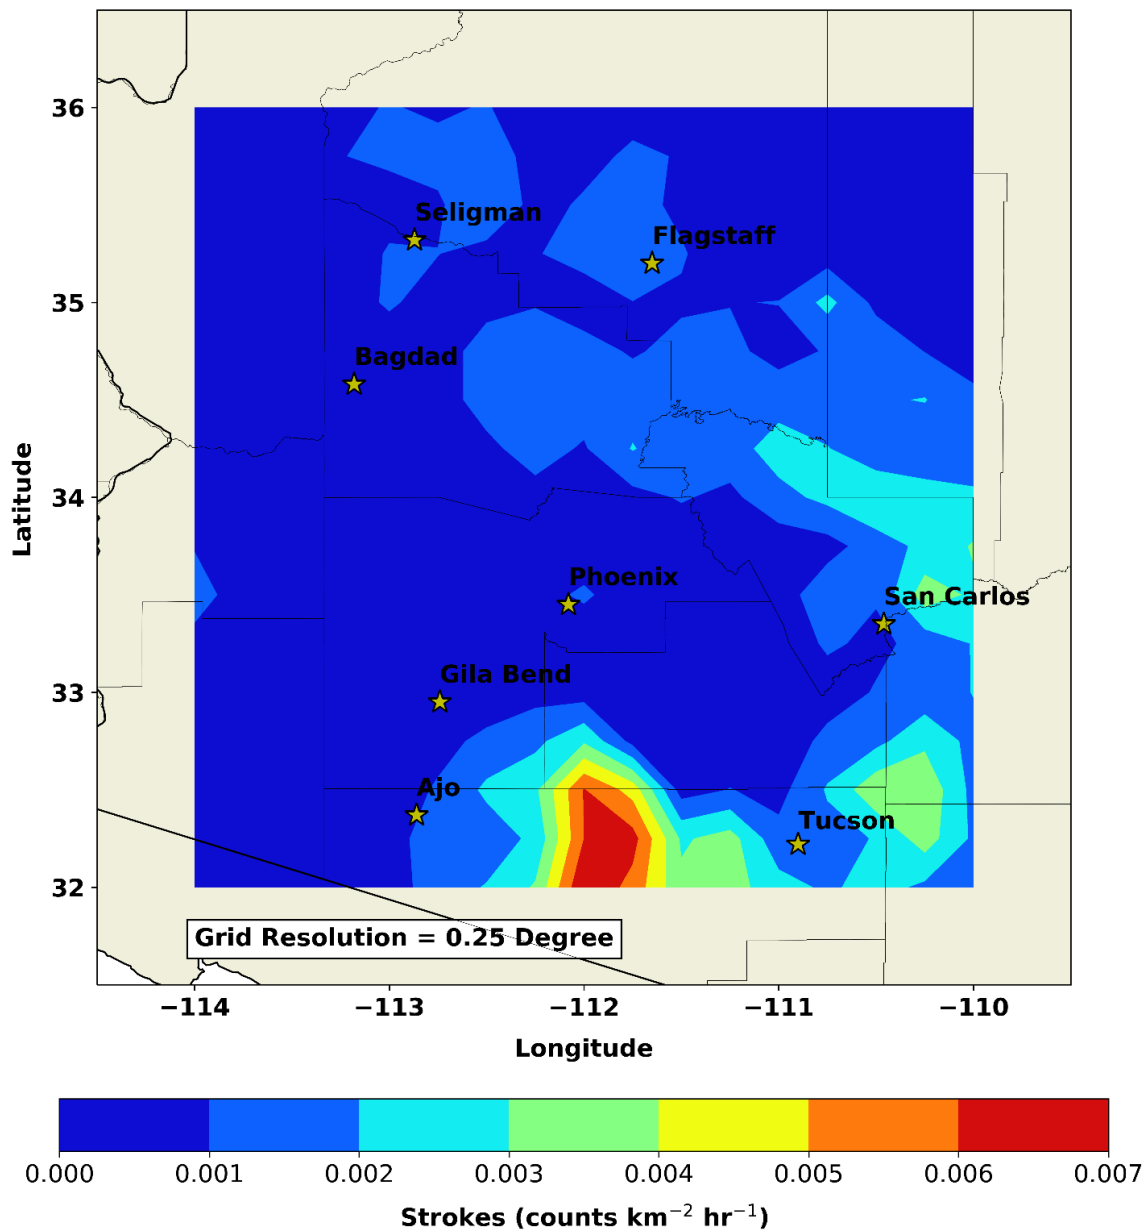 36
Seligman
Flagstaff
35
Bagdad
Latitude
34
Phoenix
San Carlos
33
Gila Bend
Ajo
Tucson
32
Grid Resolution = 0.25 Degree
−114 −113 −112 −111 −110
Longitude
0.000 0.001 0.002 0.003 0.004 0.005 0.006 0.007
Strokes (counts km⁻² hr⁻¹)